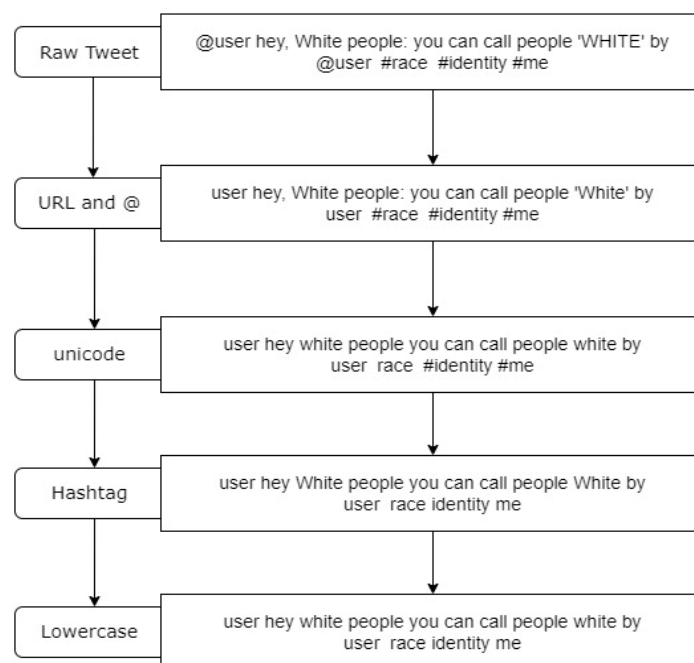 Raw Tweet
@user hey, White people: you can call people 'WHITE' by
@user #race #identity #me
URL and @
user hey, White people: you can call people 'White' by
user #race #identity #me
unicode
user hey white people you can call people white by
user race #identity #me
Hashtag
user hey White people you can call people White by
user race identity me
Lowercase
user hey white people you can call people white by
user race identity me